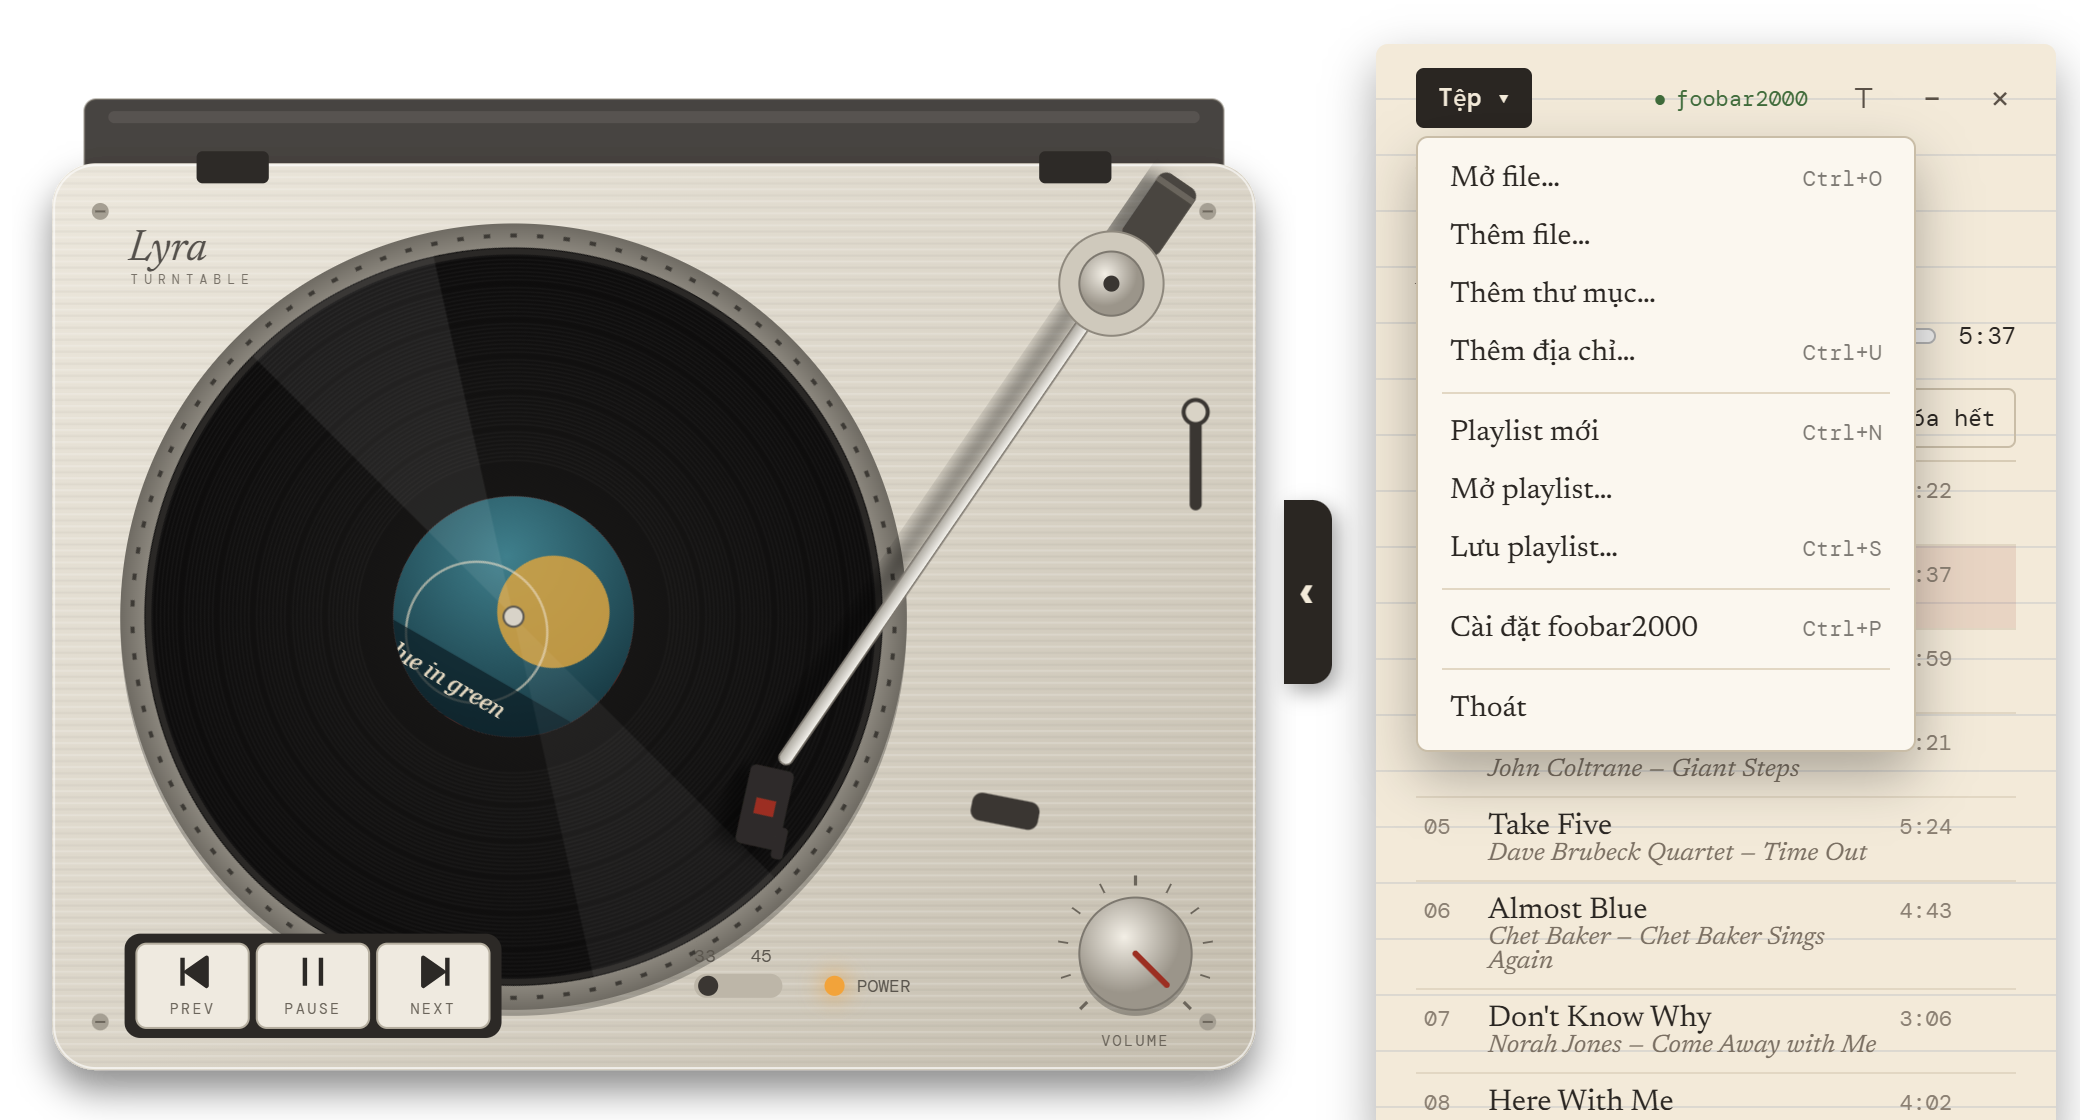 Lyra
TURNTABLE
ue in green
PREV
PAUSE
NEXT
33 45
POWER
VOLUME
Tệp
foobar2000
Mở file... Ctrl+O
Thêm file...
Thêm thư mục...
Thêm địa chỉ... Ctrl+U
Playlist mới Ctrl+N
Mở playlist...
Lưu playlist... Ctrl+S
Cài đặt foobar2000 Ctrl+P
Thoát
5:37
óa hết
:22
:37
:59
:21
John Coltrane – Giant Steps
05 Take Five 5:24
Dave Brubeck Quartet – Time Out
06 Almost Blue 4:43
Chet Baker – Chet Baker Sings
Again
07 Don't Know Why 3:06
Norah Jones – Come Away with Me
08 Here With Me 4:02